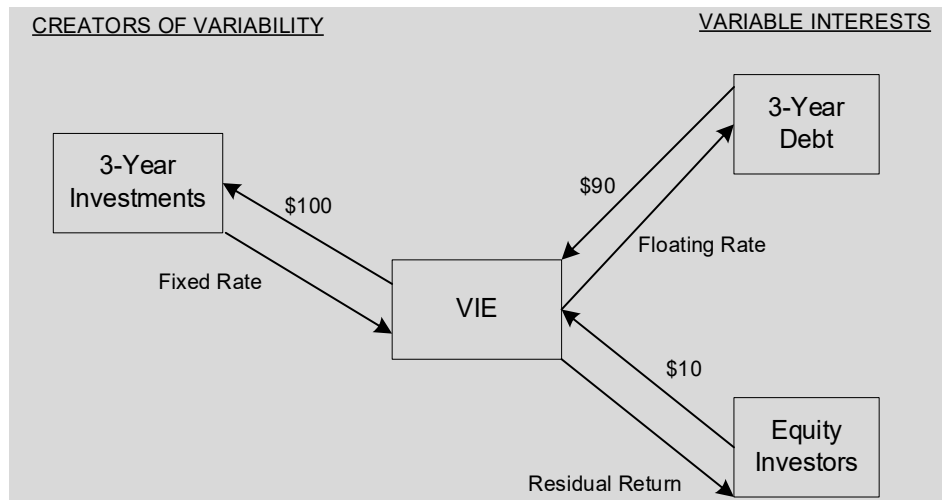 CREATORS OF VARIABILITY
VARIABLE INTERESTS
3-Year
Debt
3-Year
Investments
$100
$90
Floating Rate
Fixed Rate
VIE
$10
Equity
Investors
Residual Return